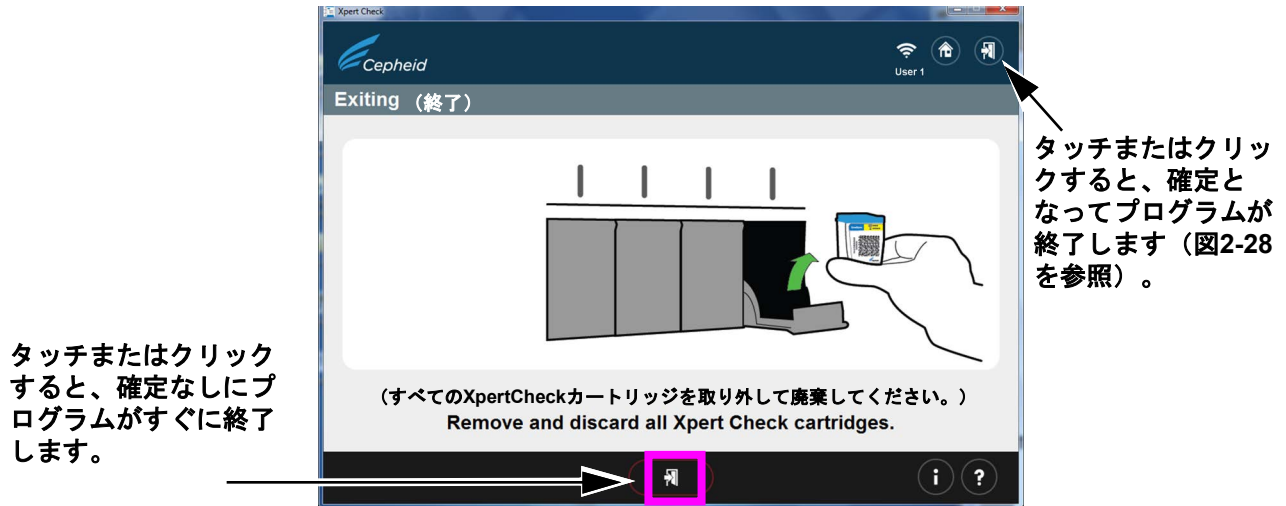 Xpert Check
Cepheid
User 1
Exiting （終了）
タッチまたはクリッ
クすると、確定と
なってプログラムが
終了します（図2-28
を参照）。
タッチまたはクリック
すると、確定なしにプ
ログラムがすぐに終了
します。
（すべてのXpertCheckカートリッジを取り外して廃棄してください。）
Remove and discard all Xpert Check cartridges.
i ?